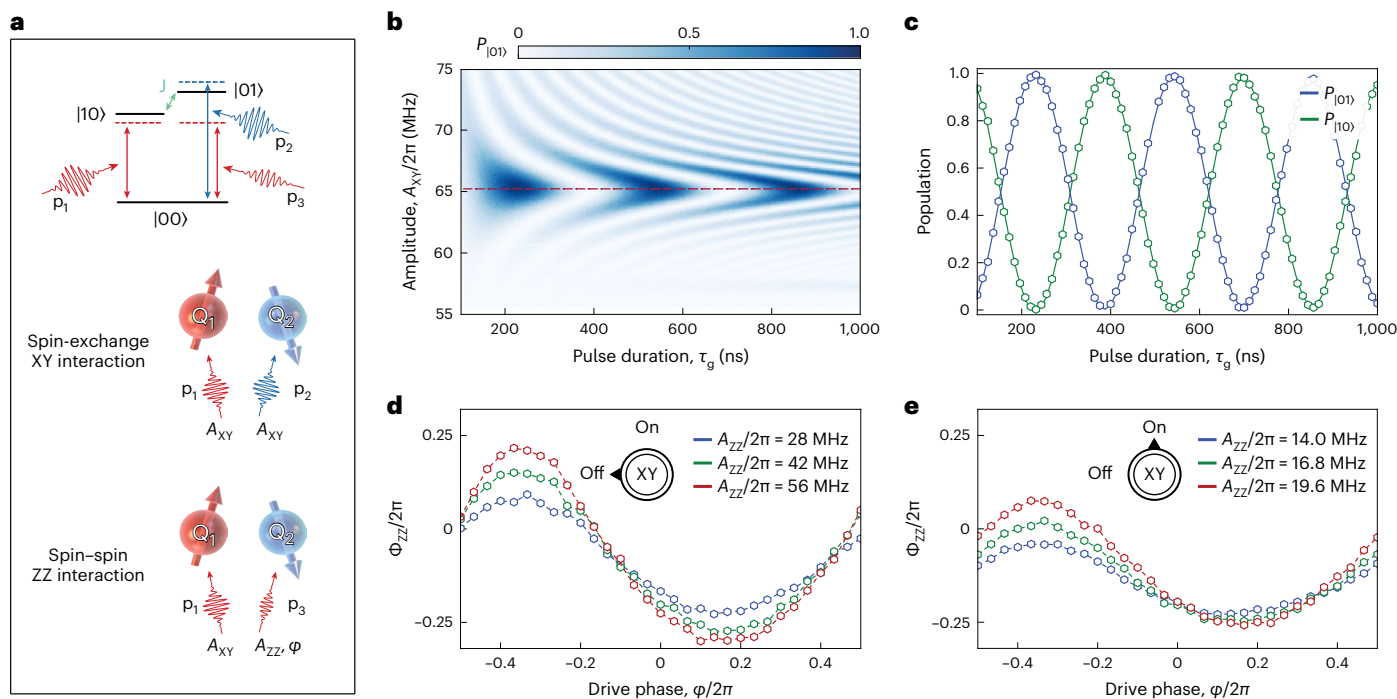 a
|01⟩
J
|10⟩
p2
p1
p3
|00⟩
Q1
Q2
Spin-exchange
XY interaction
p1
p2
AXY
AXY
Q1
Q2
Spin–spin
ZZ interaction
p1
p3
AXY
AZZ, φ
b
P|01⟩
0
0.5
1.0
75
70
65
60
55
Amplitude, AXY/2π (MHz)
200
400
600
800
1,000
Pulse duration, τg (ns)
c
1.0
0.8
0.6
0.4
0.2
0
Population
P|01⟩
P|10⟩
200
400
600
800
1,000
Pulse duration, τg (ns)
d
0.25
0
−0.25
ΦZZ/2π
On
Off
XY
AZZ/2π = 28 MHz
AZZ/2π = 42 MHz
AZZ/2π = 56 MHz
−0.4
−0.2
0
0.2
0.4
Drive phase, φ/2π
e
0.25
0
−0.25
ΦZZ/2π
On
Off
XY
AZZ/2π = 14.0 MHz
AZZ/2π = 16.8 MHz
AZZ/2π = 19.6 MHz
−0.4
−0.2
0
0.2
0.4
Drive phase, φ/2π